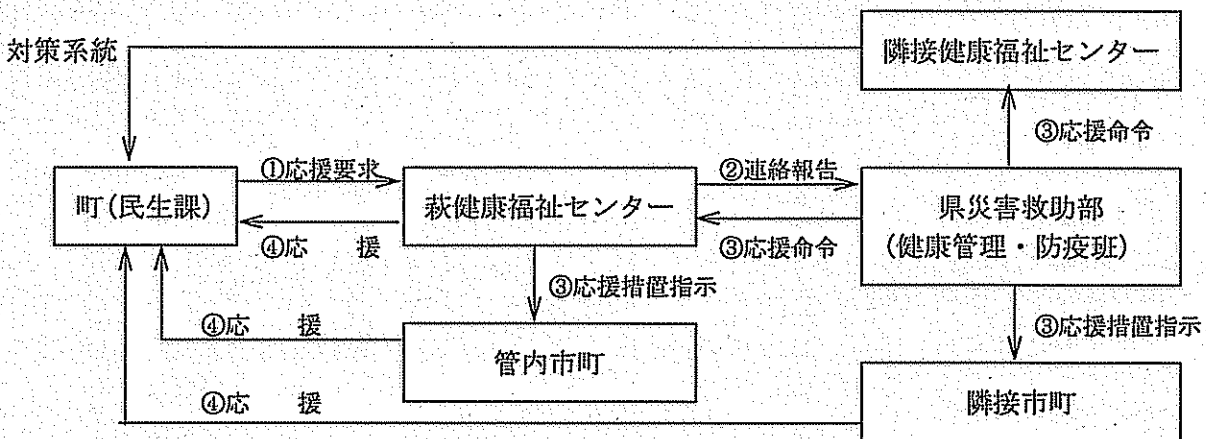 対策系統
隣接健康福祉センター
③応援命令
町(民生課)
①応援要求
④応　　援
萩健康福祉センター
②連絡報告
③応援命令
県災害救助部
(健康管理・防疫班)
③応援措置指示
③応援措置指示
④応　　援
管内市町
④応　　援
隣接市町